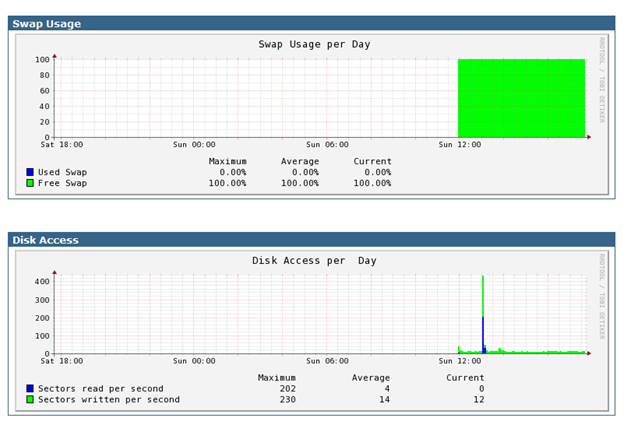 Swap Usage
Swap Usage per Day
RRDTOOL / TOBI OETIKER
100
80
60
40
20
0
Sat 18:00 Sun 00:00 Sun 06:00 Sun 12:00
Maximum Average Current
Used Swap 0.00% 0.00% 0.00%
Free Swap 100.00% 100.00% 100.00%
Disk Access
Disk Access per Day
RRDTOOL / TOBI OETIKER
400
300
200
100
0
Sat 18:00 Sun 00:00 Sun 06:00 Sun 12:00
Maximum Average Current
Sectors read per second 202 4 0
Sectors written per second 230 14 12